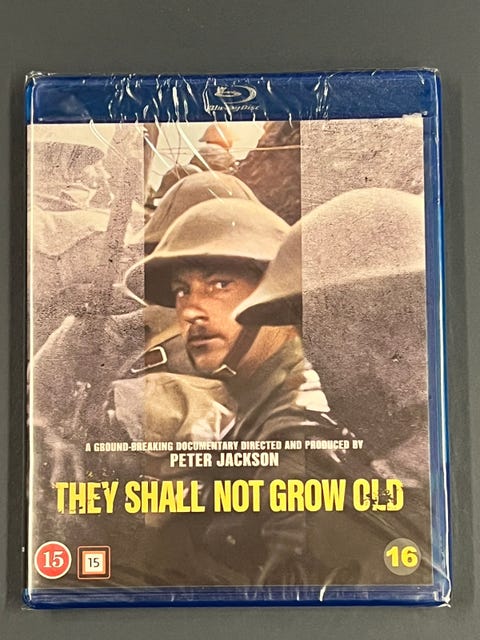 Blu-ray Disc
A GROUND-BREAKING DOCUMENTARY DIRECTED AND PRODUCED BY
PETER JACKSON
THEY SHALL NOT GROW OLD
15 15 16